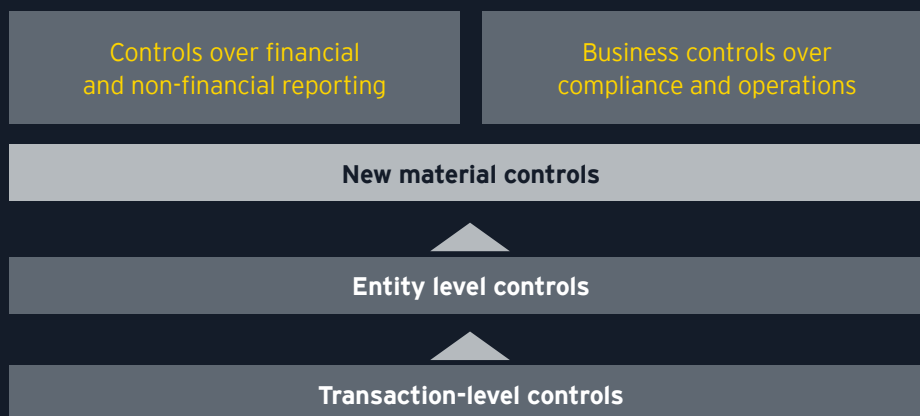 Controls over financial
and non-financial reporting
Business controls over
compliance and operations
New material controls
Entity level controls
Transaction-level controls